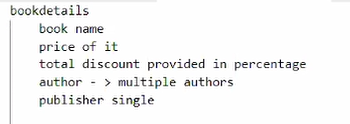 bookdetails
book name
price of it
total discount provided in percentage
author - > multiple authors
publisher single